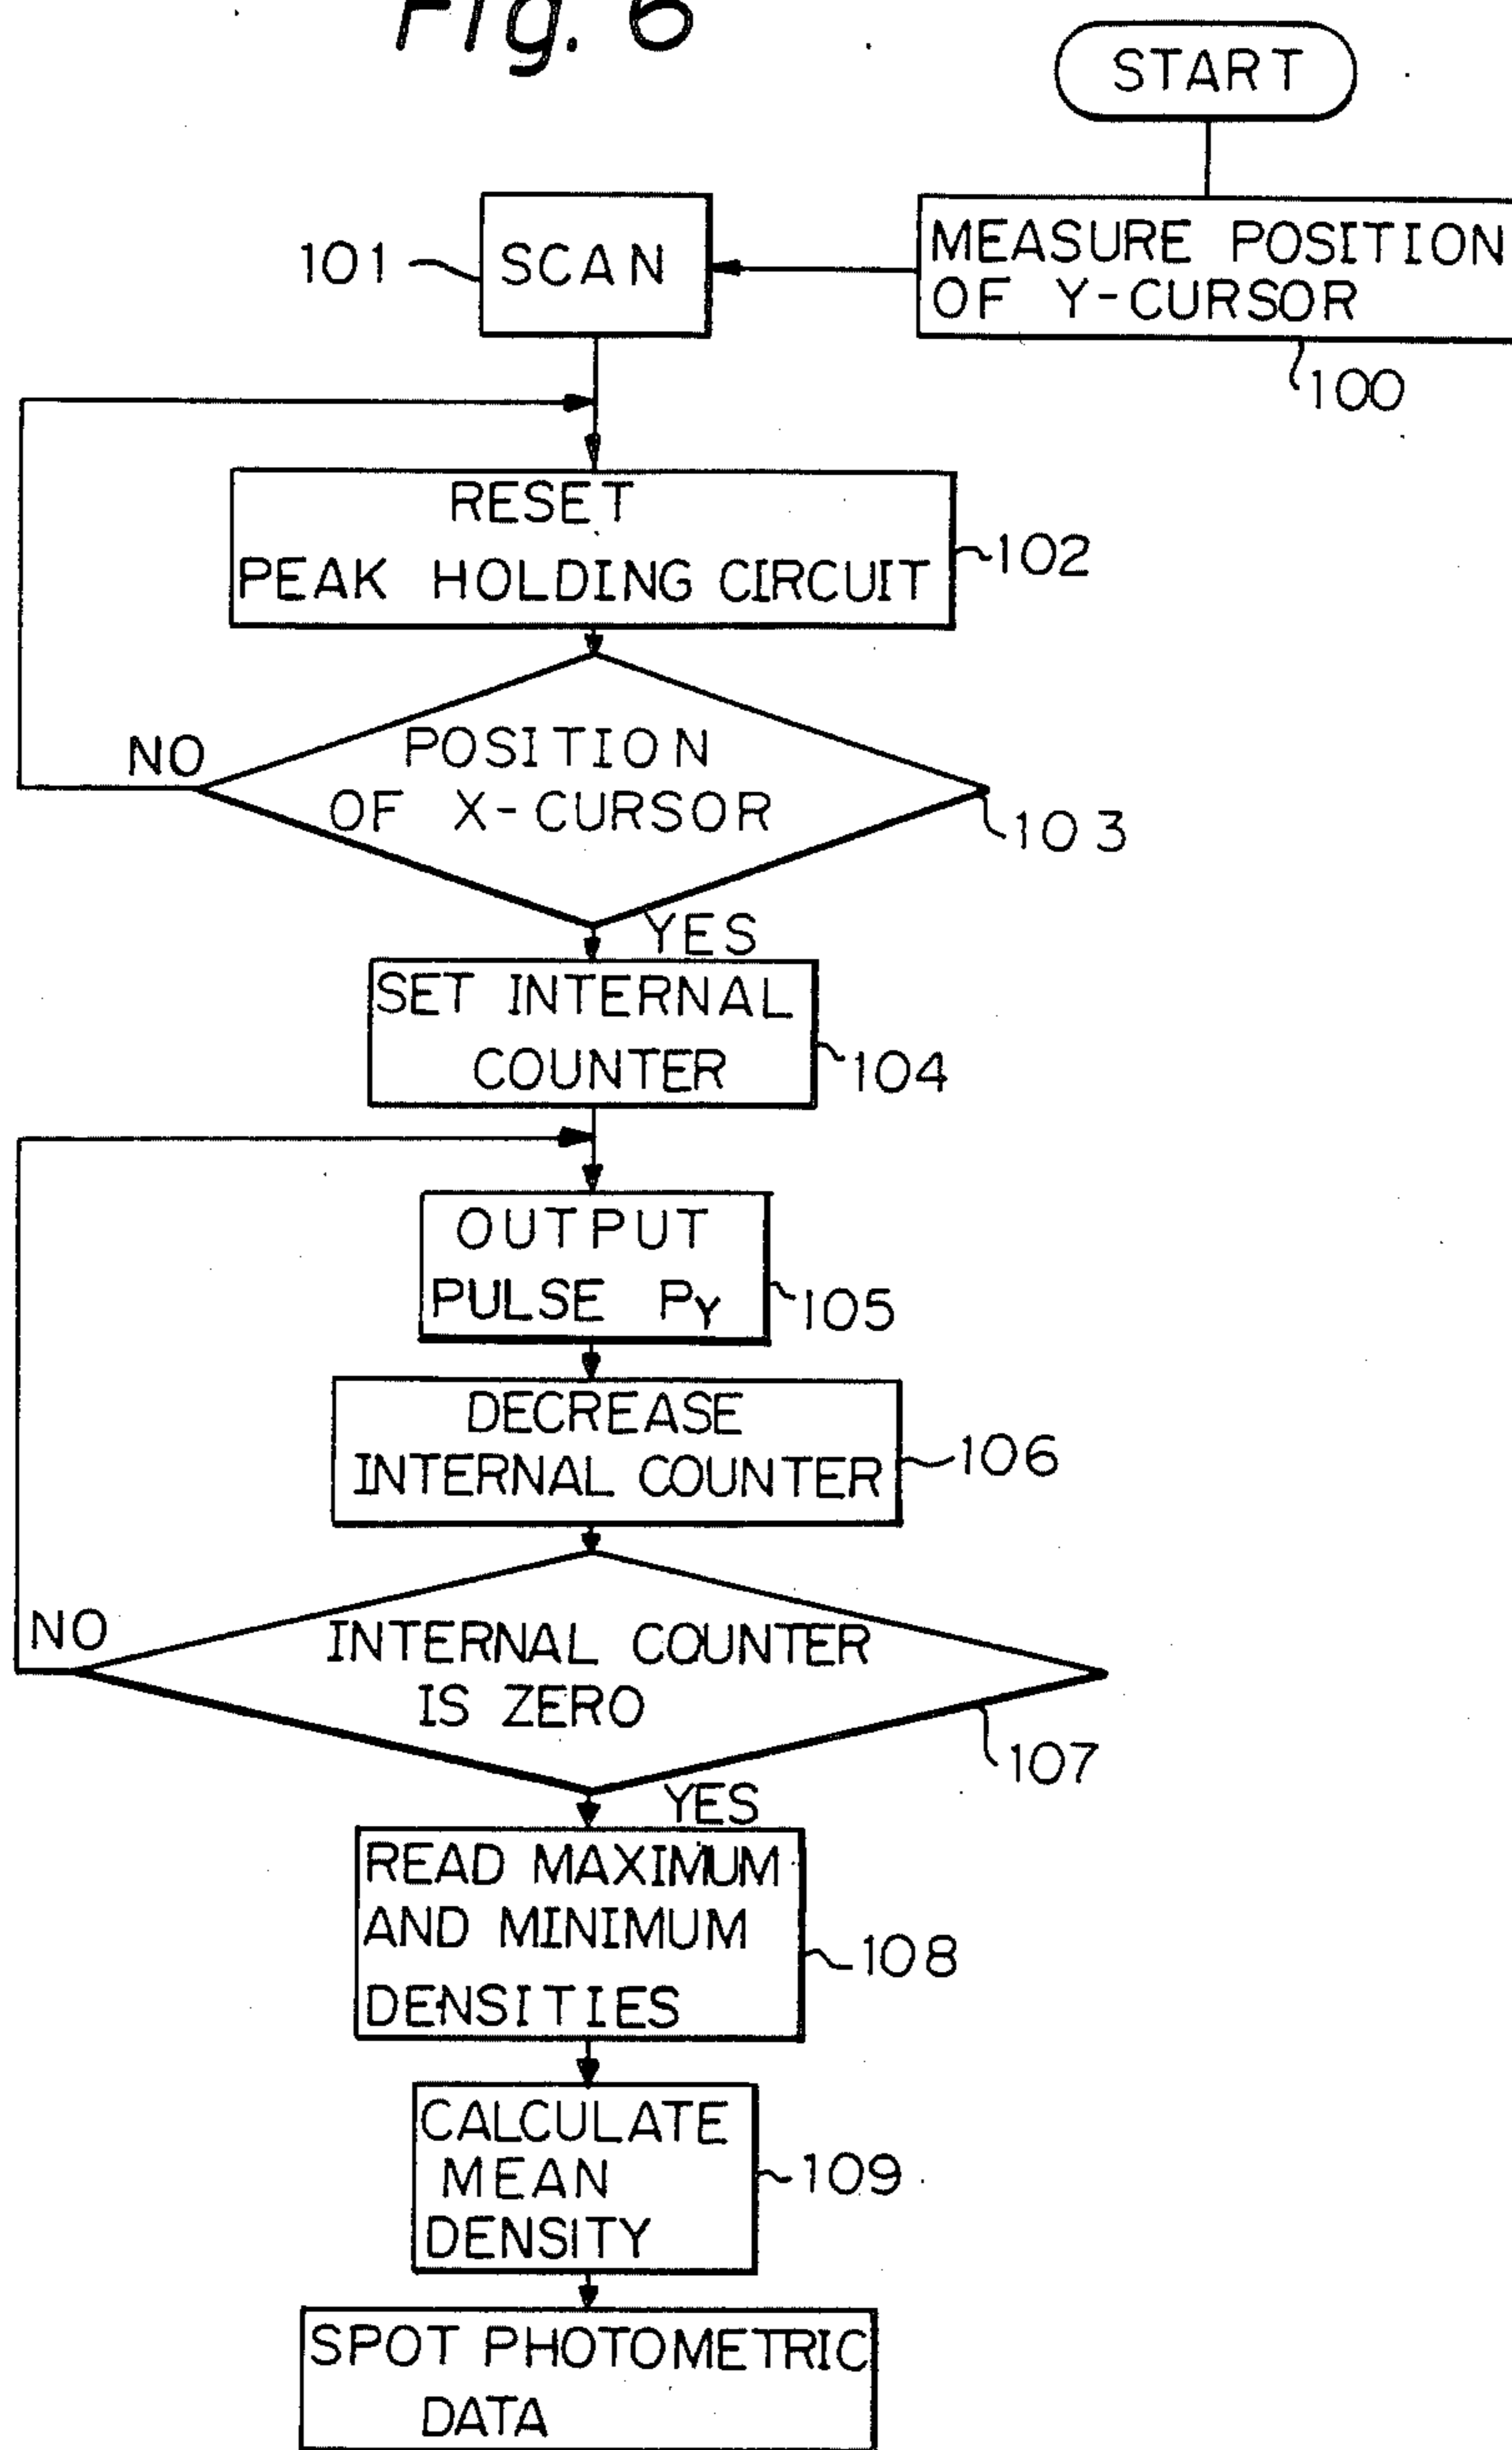 Fig. 6
START
MEASURE POSITION
OF Y-CURSOR
100
101
SCAN
RESET
PEAK HOLDING CIRCUIT
102
NO
POSITION
OF X-CURSOR
103
YES
SET INTERNAL
COUNTER
104
OUTPUT
PULSE PY
105
DECREASE
INTERNAL COUNTER
106
NO
INTERNAL COUNTER
IS ZERO
107
YES
READ MAXIMUM
AND MINIMUM
DENSITIES
108
CALCULATE
MEAN
DENSITY
109
SPOT PHOTOMETRIC
DATA